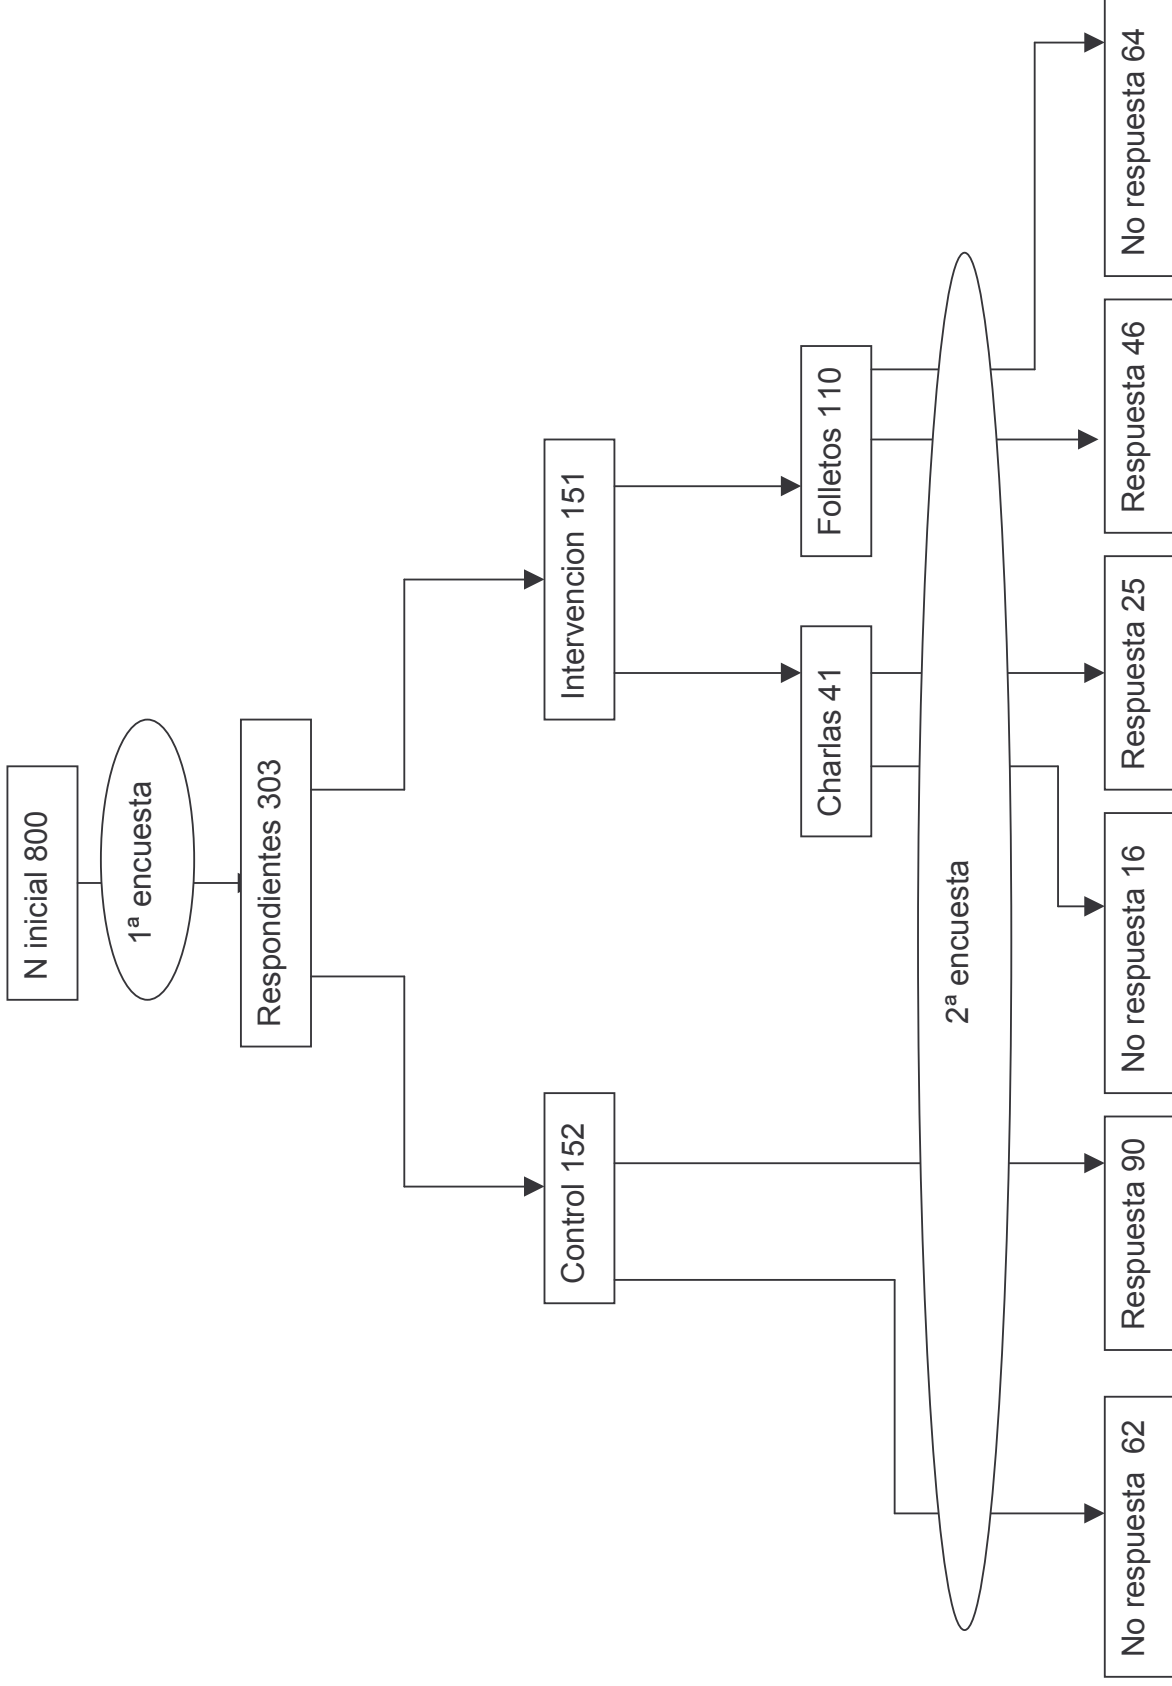 N inicial 800
1ª encuesta
Respondientes 303
Control 152
Intervencion 151
Charlas 41
Folletos 110
2ª encuesta
No respuesta 62
Respuesta 90
No respuesta 16
Respuesta 25
Respuesta 46
No respuesta 64